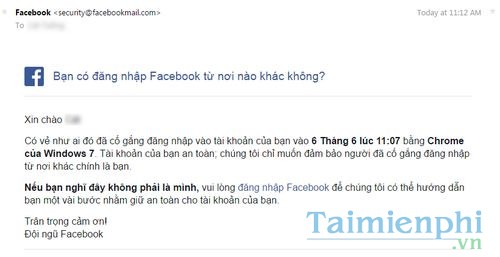 Facebook <security@facebookmail.com>
Today at 11:12 AM
To
Bạn có đăng nhập Facebook từ nơi nào khác không?
Xin chào
Có vẻ như ai đó đã cố gắng đăng nhập vào tài khoản của bạn vào 6 Tháng 6 lúc 11:07 bằng Chrome
của Windows 7. Tài khoản của bạn an toàn; chúng tôi chỉ muốn đảm bảo người đã cố gắng đăng nhập
từ nơi khác chính là bạn.
Nếu bạn nghĩ đây không phải là mình, vui lòng đăng nhập Facebook để chúng tôi có thể hướng dẫn
bạn một vài bước nhằm giữ an toàn cho tài khoản của bạn.
Trân trọng cảm ơn!
Đội ngũ Facebook
Taimienphi
.vn